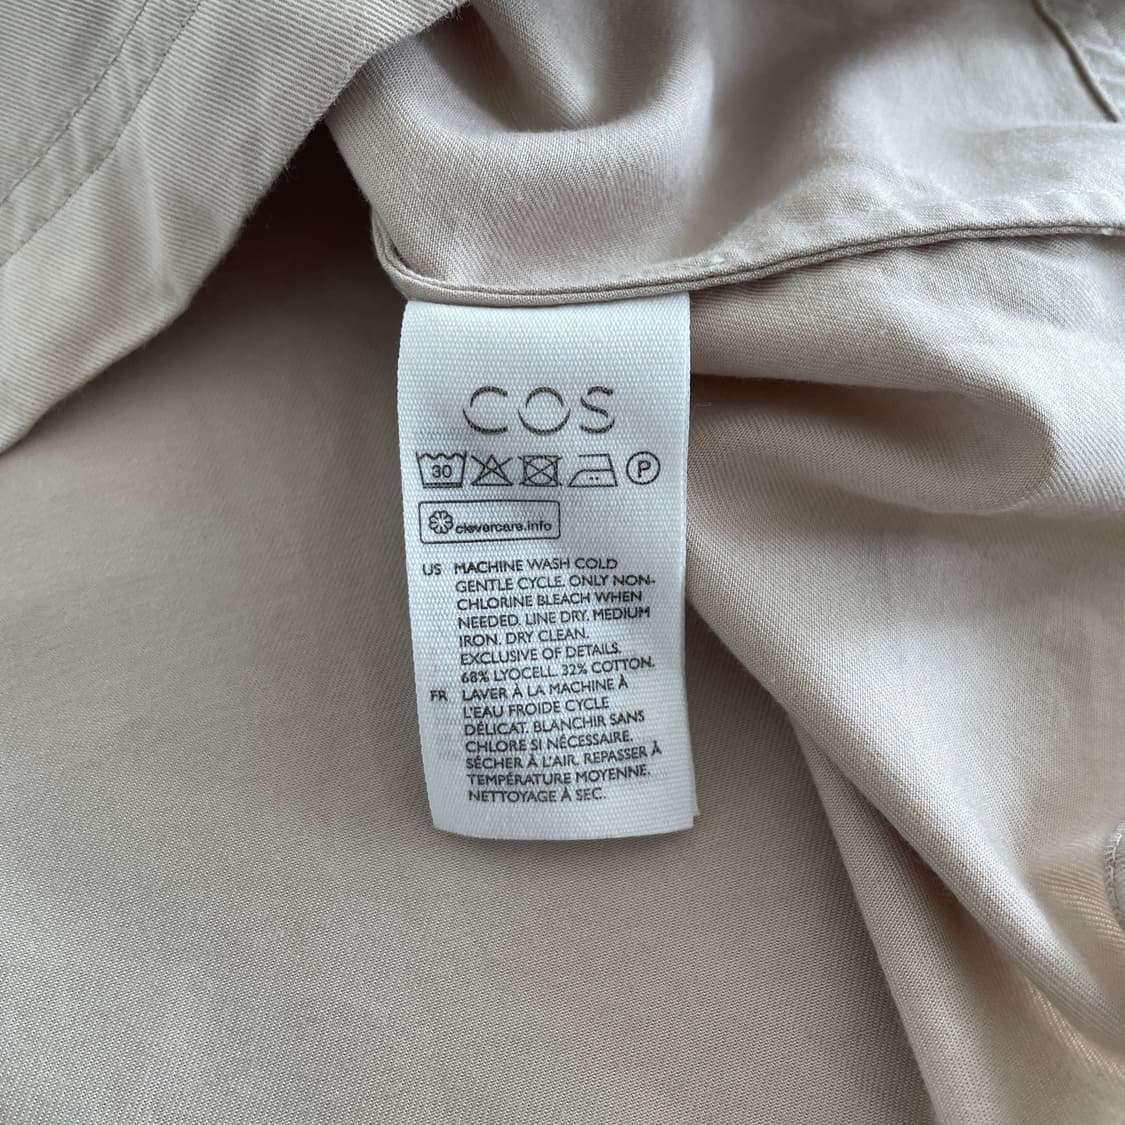 COS
30 P
clevercare.info
US MACHINE WASH COLD
GENTLE CYCLE. ONLY NON-
CHLORINE BLEACH WHEN
NEEDED. LINE DRY. MEDIUM
IRON. DRY CLEAN.
EXCLUSIVE OF DETAILS.
68% LYOCELL. 32% COTTON.
FR LAVER À LA MACHINE À
L'EAU FROIDE CYCLE
DÉLICAT. BLANCHIR SANS
CHLORE SI NÉCESSAIRE.
SÉCHER À L'AIR. REPASSER À
TEMPÉRATURE MOYENNE.
NETTOYAGE À SEC.